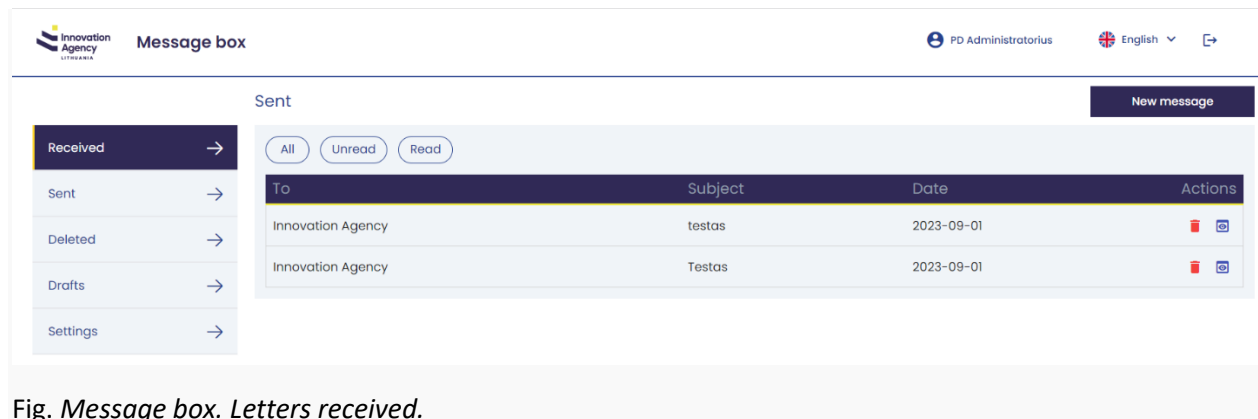 Innovation
Agency
LITHUANIA
Message box
PD Administratorius
English
Sent
New message
Received
Sent
Deleted
Drafts
Settings
All Unread Read
To Subject Date Actions
Innovation Agency testas 2023-09-01
Innovation Agency Testas 2023-09-01
Fig. Message box. Letters received.